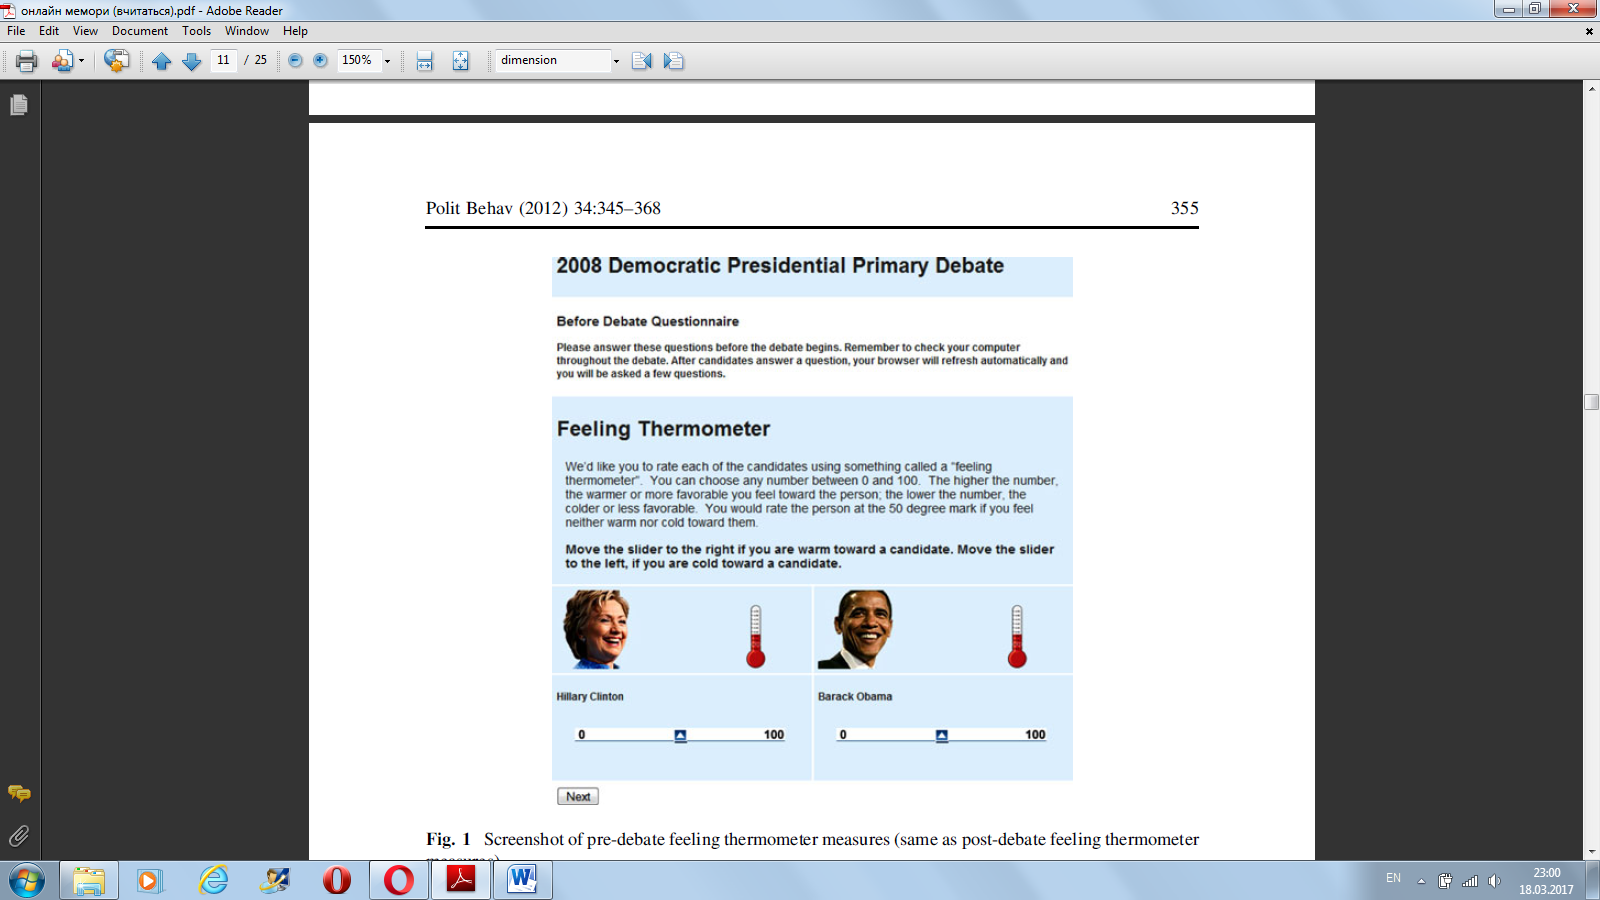 онлайн мемори (вчитаться).pdf - Adobe Reader
File Edit View Document Tools Window Help
11 / 25 150% dimension
Polit Behav (2012) 34:345–368 355
2008 Democratic Presidential Primary Debate
Before Debate Questionnaire
Please answer these questions before the debate begins. Remember to check your computer
throughout the debate. After candidates answer a question, your browser will refresh automatically and
you will be asked a few questions.
Feeling Thermometer
We'd like you to rate each of the candidates using something called a "feeling
thermometer". You can choose any number between 0 and 100. The higher the number,
the warmer or more favorable you feel toward the person; the lower the number, the
colder or less favorable. You would rate the person at the 50 degree mark if you feel
neither warm nor cold toward them.
Move the slider to the right if you are warm toward a candidate. Move the slider
to the left, if you are cold toward a candidate.
Hillary Clinton Barack Obama
0 100 0 100
Next
Fig. 1 Screenshot of pre-debate feeling thermometer measures (same as post-debate feeling thermometer
measures)
EN 23:00
18.03.2017